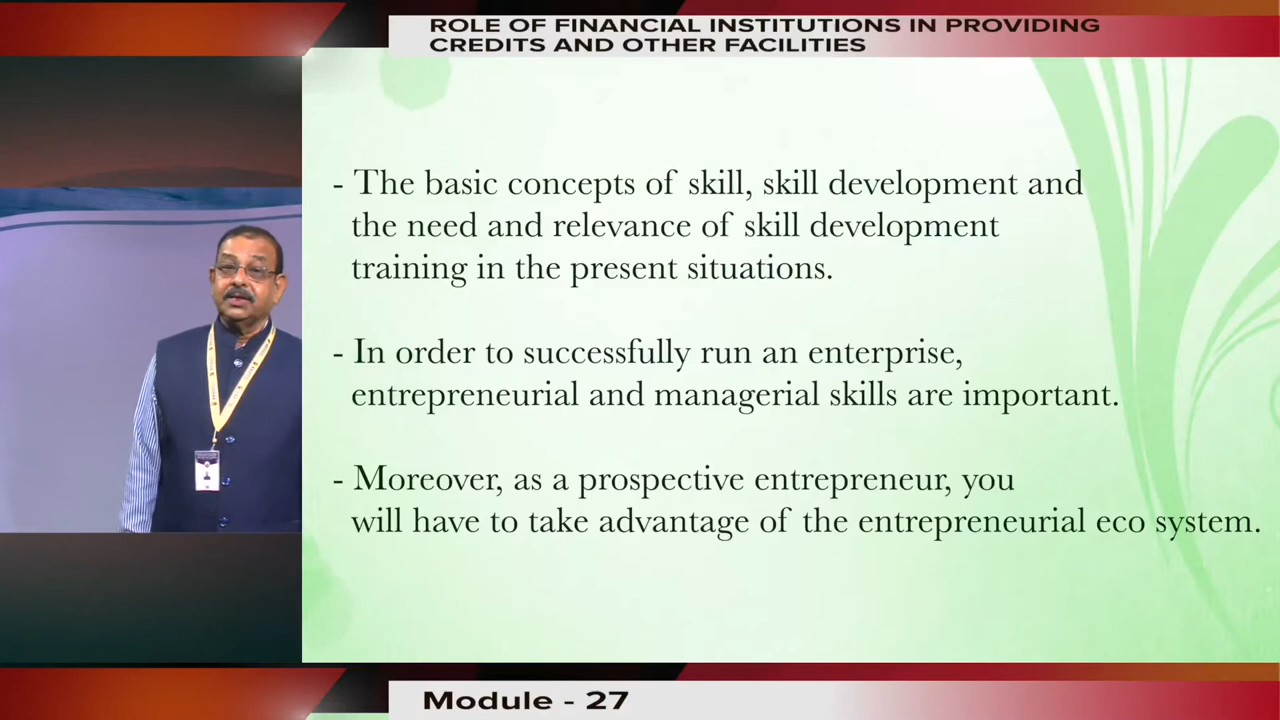 ROLE OF FINANCIAL INSTITUTIONS IN PROVIDING
CREDITS AND OTHER FACILITIES
- The basic concepts of skill, skill development and
the need and relevance of skill development
training in the present situations.
- In order to successfully run an enterprise,
entrepreneurial and managerial skills are important.
- Moreover, as a prospective entrepreneur, you
will have to take advantage of the entrepreneurial eco system.
Module - 27